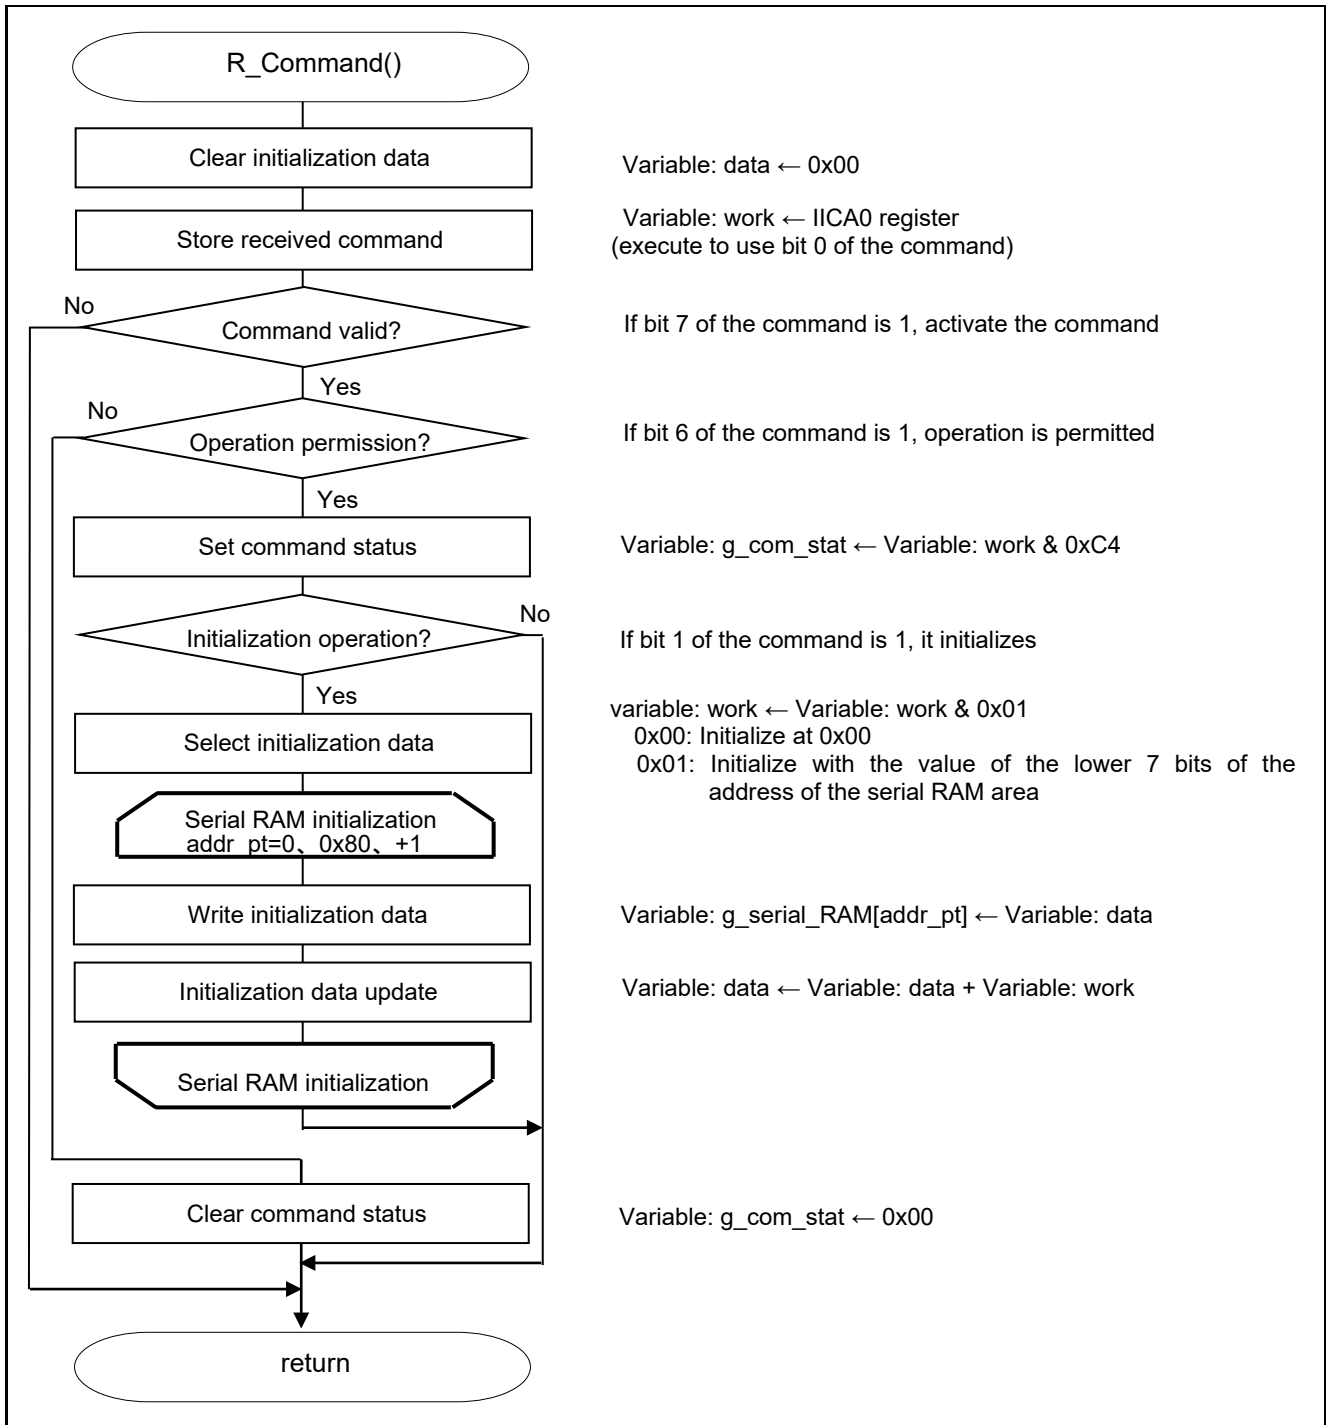 R_Command()
Clear initialization data
Variable: data ← 0x00
Store received command
Variable: work ← IICA0 register
(execute to use bit 0 of the command)
No
Command valid?
If bit 7 of the command is 1, activate the command
Yes
No
Operation permission?
If bit 6 of the command is 1, operation is permitted
Yes
Set command status
Variable: g_com_stat ← Variable: work & 0xC4
No
Initialization operation?
If bit 1 of the command is 1, it initializes
Yes
Select initialization data
variable: work ← Variable: work & 0x01
0x00: Initialize at 0x00
0x01: Initialize with the value of the lower 7 bits of the
address of the serial RAM area
Serial RAM initialization
addr_pt=0、0x80、+1
Write initialization data
Variable: g_serial_RAM[addr_pt] ← Variable: data
Initialization data update
Variable: data ← Variable: data + Variable: work
Serial RAM initialization
Clear command status
Variable: g_com_stat ← 0x00
return